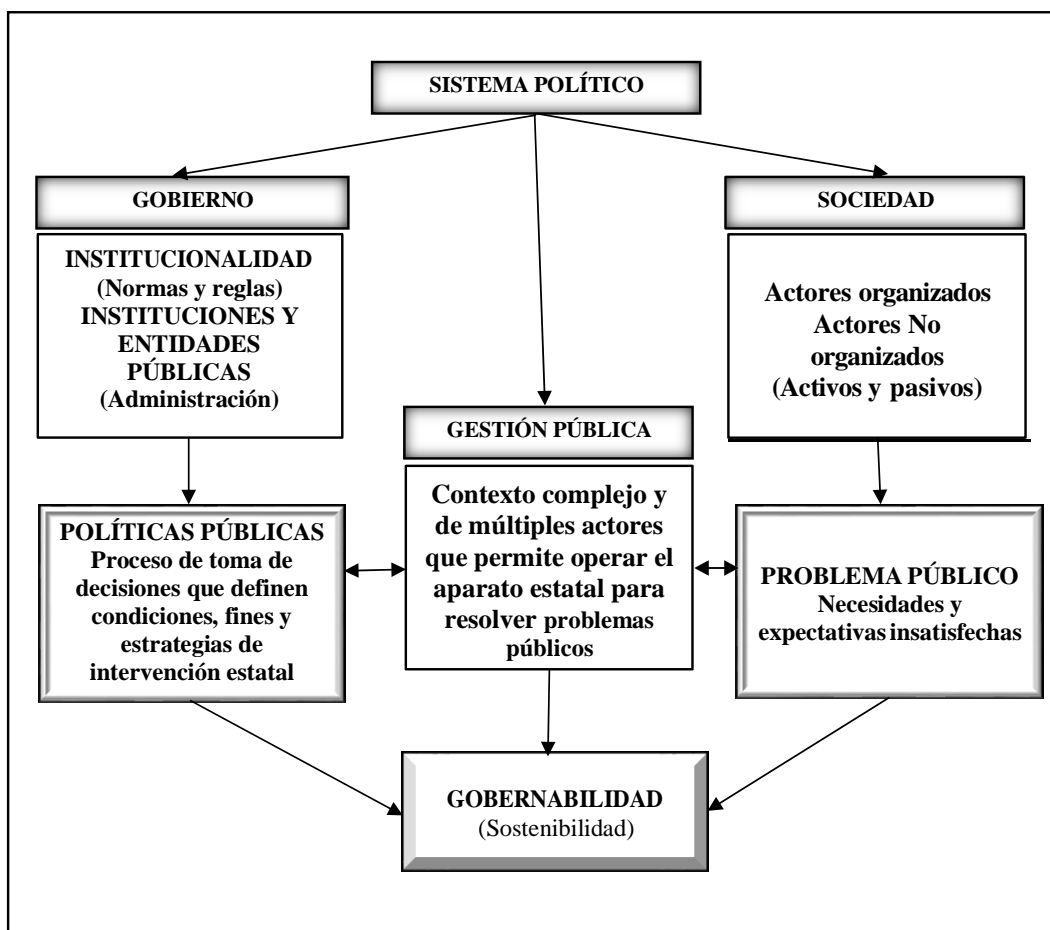 SISTEMA POLÍTICO
GOBIERNO
INSTITUCIONALIDAD
(Normas y reglas)
INSTITUCIONES Y
ENTIDADES
PÚBLICAS
(Administración)
SOCIEDAD
Actores organizados
Actores No
organizados
(Activos y pasivos)
GESTIÓN PÚBLICA
Contexto complejo y
de múltiples actores
que permite operar el
aparato estatal para
resolver problemas
públicos
POLÍTICAS PÚBLICAS
Proceso de toma de
decisiones que definen
condiciones, fines y
estrategias de
intervención estatal
PROBLEMA PÚBLICO
Necesidades y
expectativas insatisfechas
GOBERNABILIDAD
(Sostenibilidad)